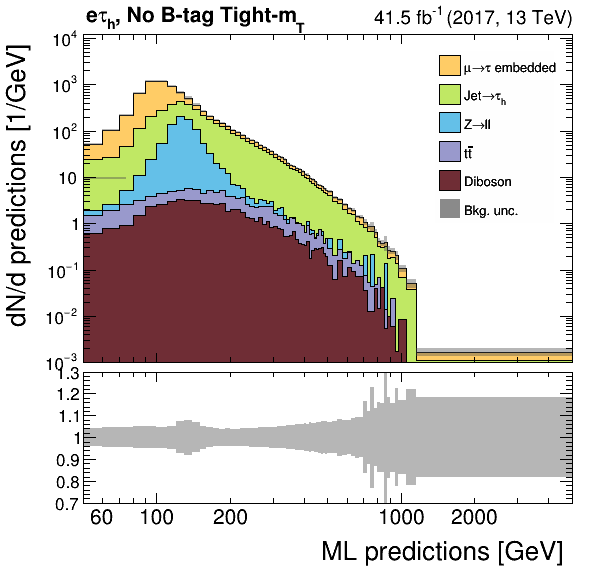 eτh, No B-tag Tight-mT 41.5 fb⁻¹ (2017, 13 TeV)
dN/d predictions [1/GeV]
10⁴
10³
10²
10
1
10⁻¹
10⁻²
10⁻³
μ→τ embedded
Jet→τh
Z→ll
tt̄
Diboson
Bkg. unc.
1.3
1.2
1.1
1
0.9
0.8
0.7
60 100 200 1000 2000
ML predictions [GeV]